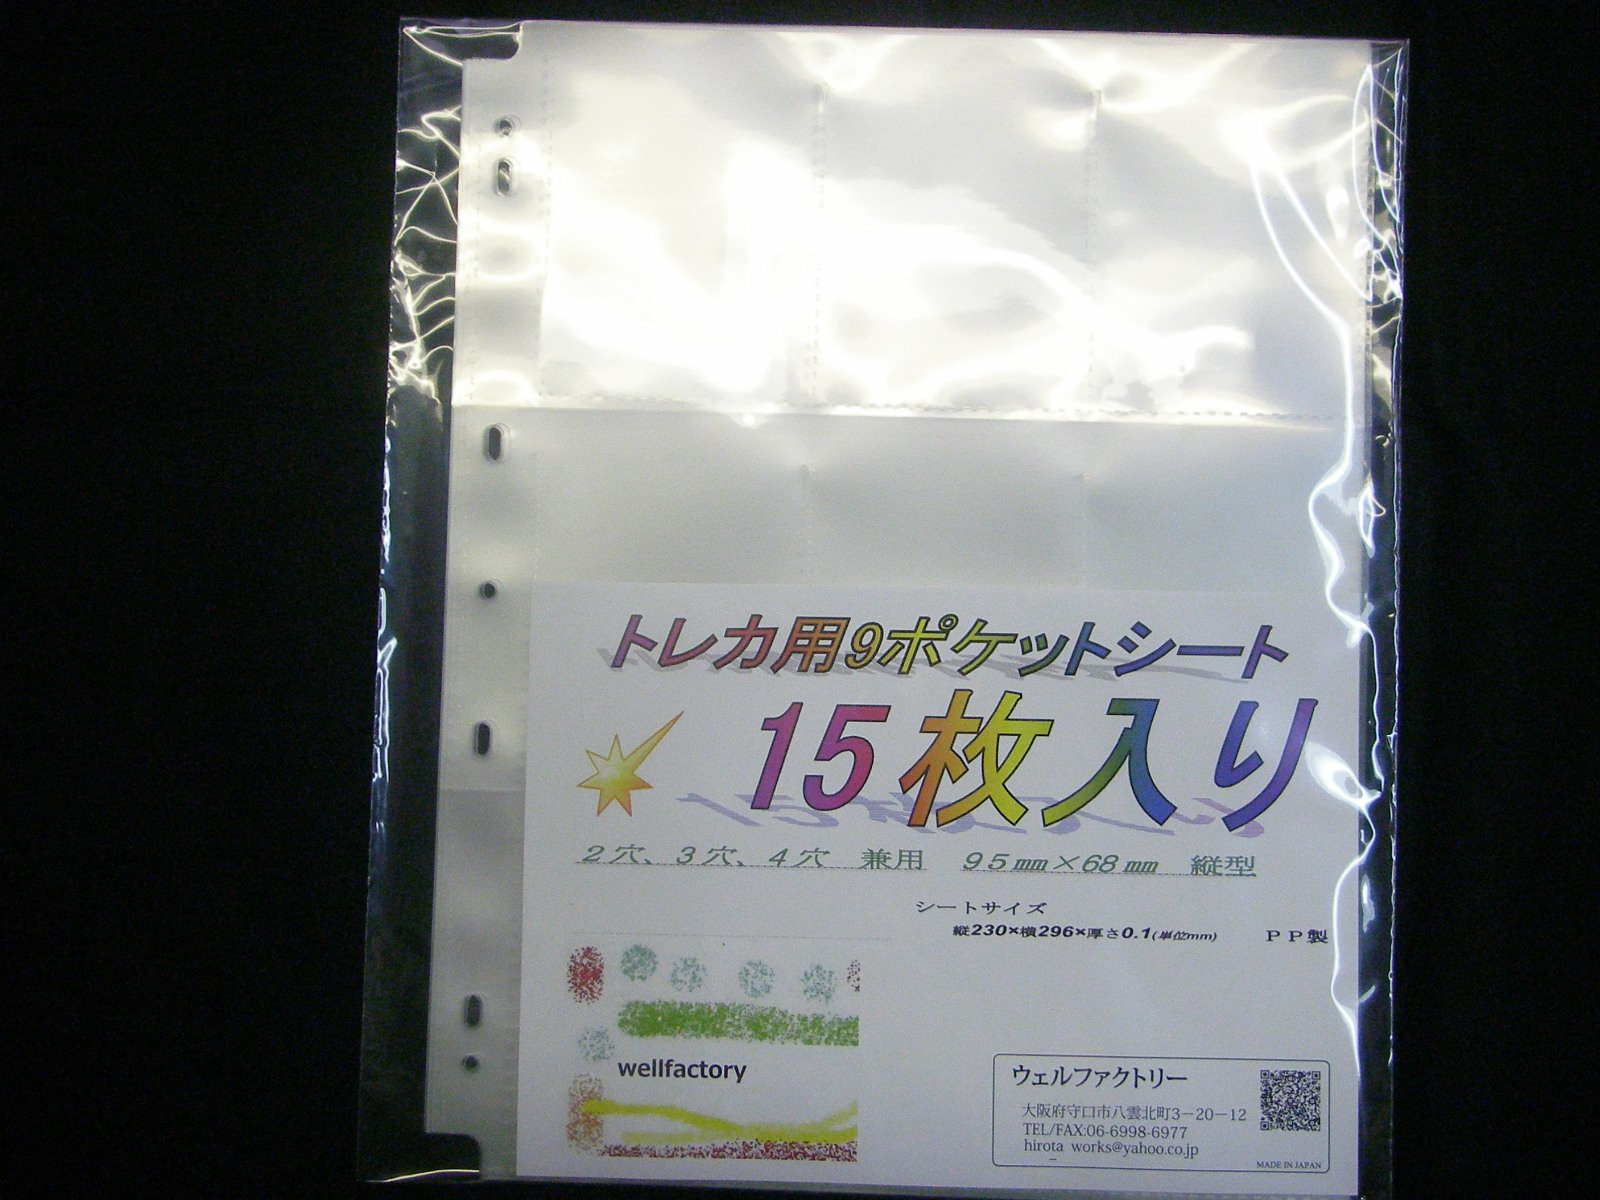 トレカ用9ポケットシート
15枚入り
２穴、３穴、４穴　兼用　９５㎜×６８㎜　縦型
シートサイズ
縦230×横296×厚さ0.1(単位mm)　ＰＰ製
wellfactory
ウェルファクトリー
大阪府守口市八雲北町3－20－12
TEL/FAX:06-6998-6977
hirota_works@yahoo.co.jp
MADE IN JAPAN